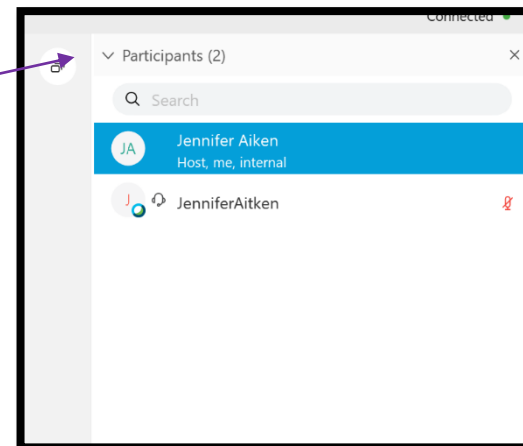 Connected
Participants (2)
Search
JA
Jennifer Aiken
Host, me, internal
J
JenniferAitken